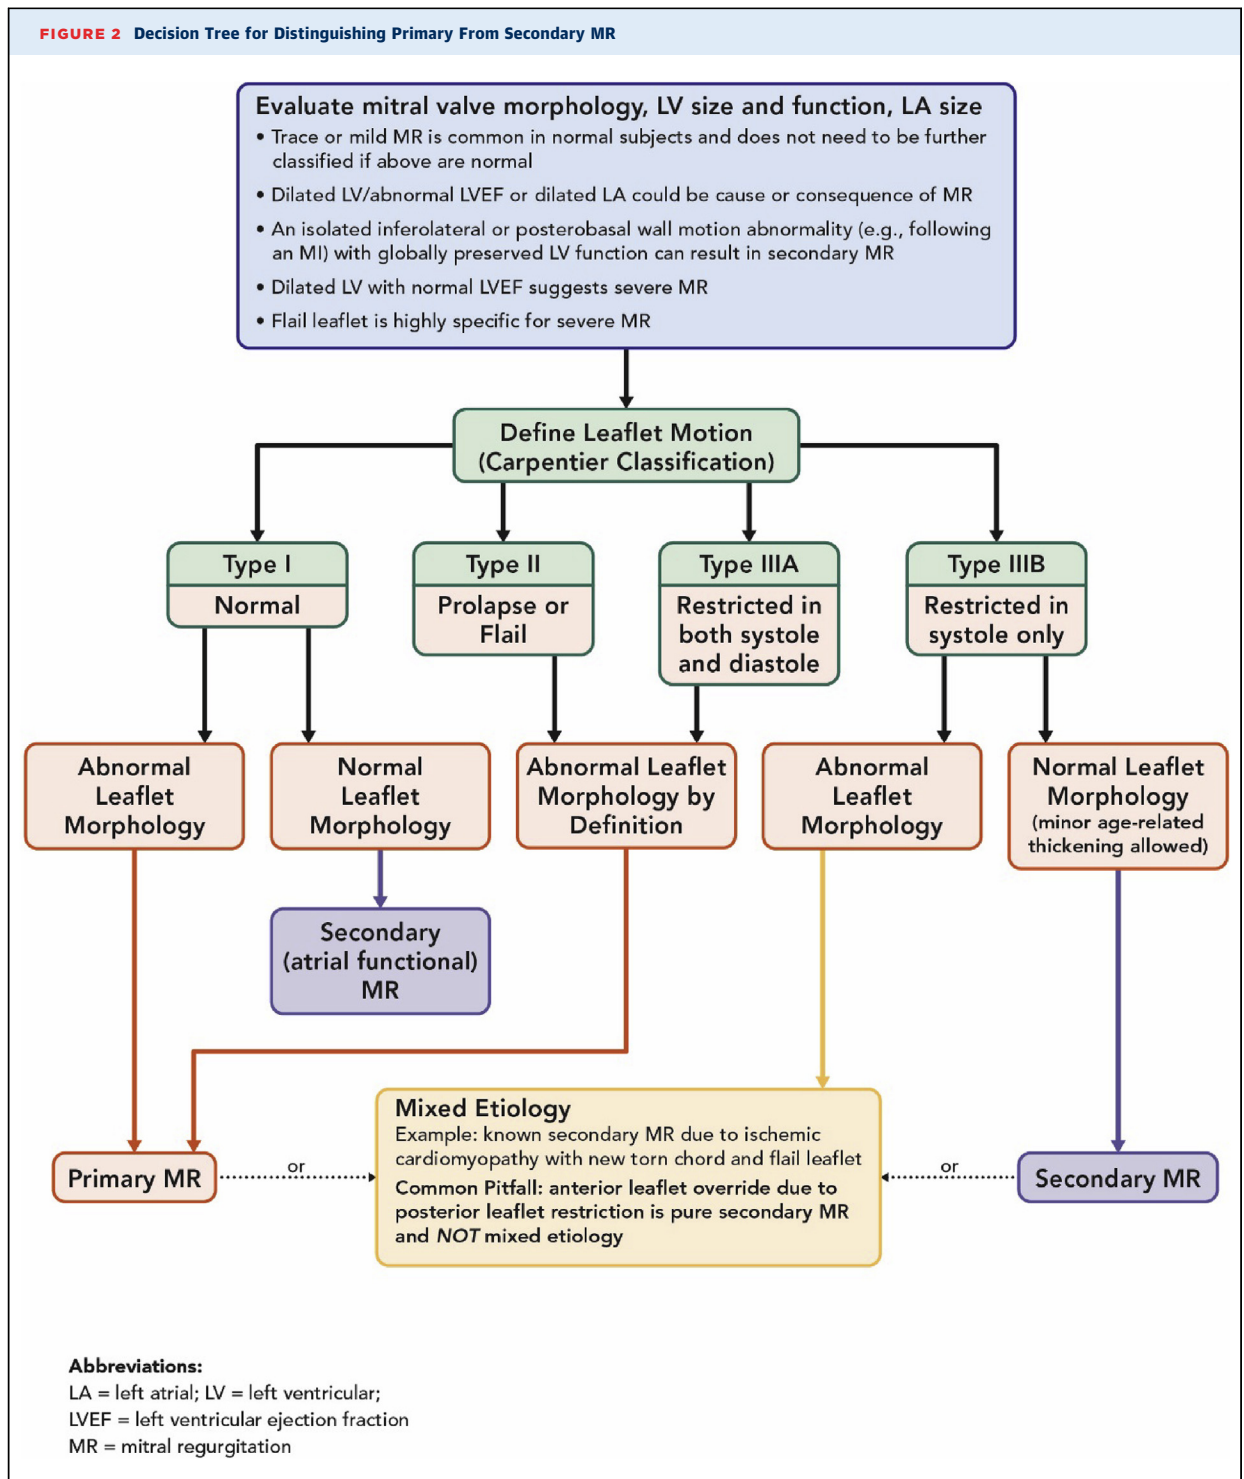 FIGURE 2 Decision Tree for Distinguishing Primary From Secondary MR
Evaluate mitral valve morphology, LV size and function, LA size
• Trace or mild MR is common in normal subjects and does not need to be further
classified if above are normal
• Dilated LV/abnormal LVEF or dilated LA could be cause or consequence of MR
• An isolated inferolateral or posterobasal wall motion abnormality (e.g., following
an MI) with globally preserved LV function can result in secondary MR
• Dilated LV with normal LVEF suggests severe MR
• Flail leaflet is highly specific for severe MR
Define Leaflet Motion
(Carpentier Classification)
Type I
Normal
Type II
Prolapse or
Flail
Type IIIA
Restricted in
both systole
and diastole
Type IIIB
Restricted in
systole only
Abnormal
Leaflet
Morphology
Normal
Leaflet
Morphology
Abnormal Leaflet
Morphology by
Definition
Abnormal
Leaflet
Morphology
Normal Leaflet
Morphology
(minor age-related
thickening allowed)
Secondary
(atrial functional)
MR
Primary MR
or
Mixed Etiology
Example: known secondary MR due to ischemic
cardiomyopathy with new torn chord and flail leaflet
Common Pitfall: anterior leaflet override due to
posterior leaflet restriction is pure secondary MR
and NOT mixed etiology
or
Secondary MR
Abbreviations:
LA = left atrial; LV = left ventricular;
LVEF = left ventricular ejection fraction
MR = mitral regurgitation